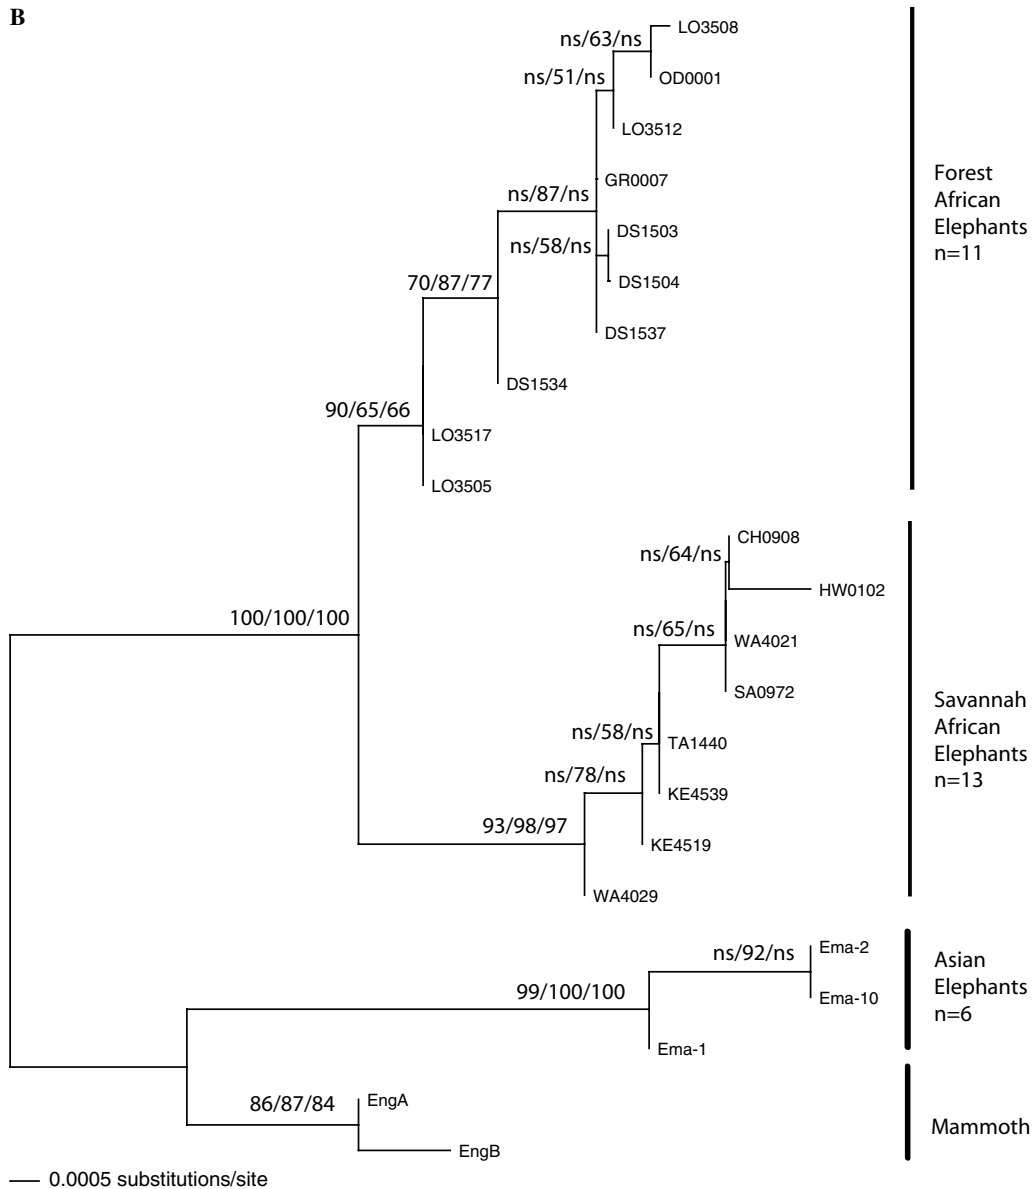 B
LO3508
ns/63/ns
OD0001
ns/51/ns
LO3512
GR0007
ns/87/ns
DS1503
ns/58/ns
DS1504
70/87/77
DS1537
DS1534
90/65/66
LO3517
LO3505
Forest
African
Elephants
n=11
CH0908
ns/64/ns
HW0102
100/100/100
ns/65/ns
WA4021
SA0972
ns/58/ns
TA1440
ns/78/ns
KE4539
93/98/97
KE4519
WA4029
Savannah
African
Elephants
n=13
Ema-2
ns/92/ns
99/100/100
Ema-10
Ema-1
Asian
Elephants
n=6
86/87/84
EngA
EngB
Mammoth
0.0005 substitutions/site